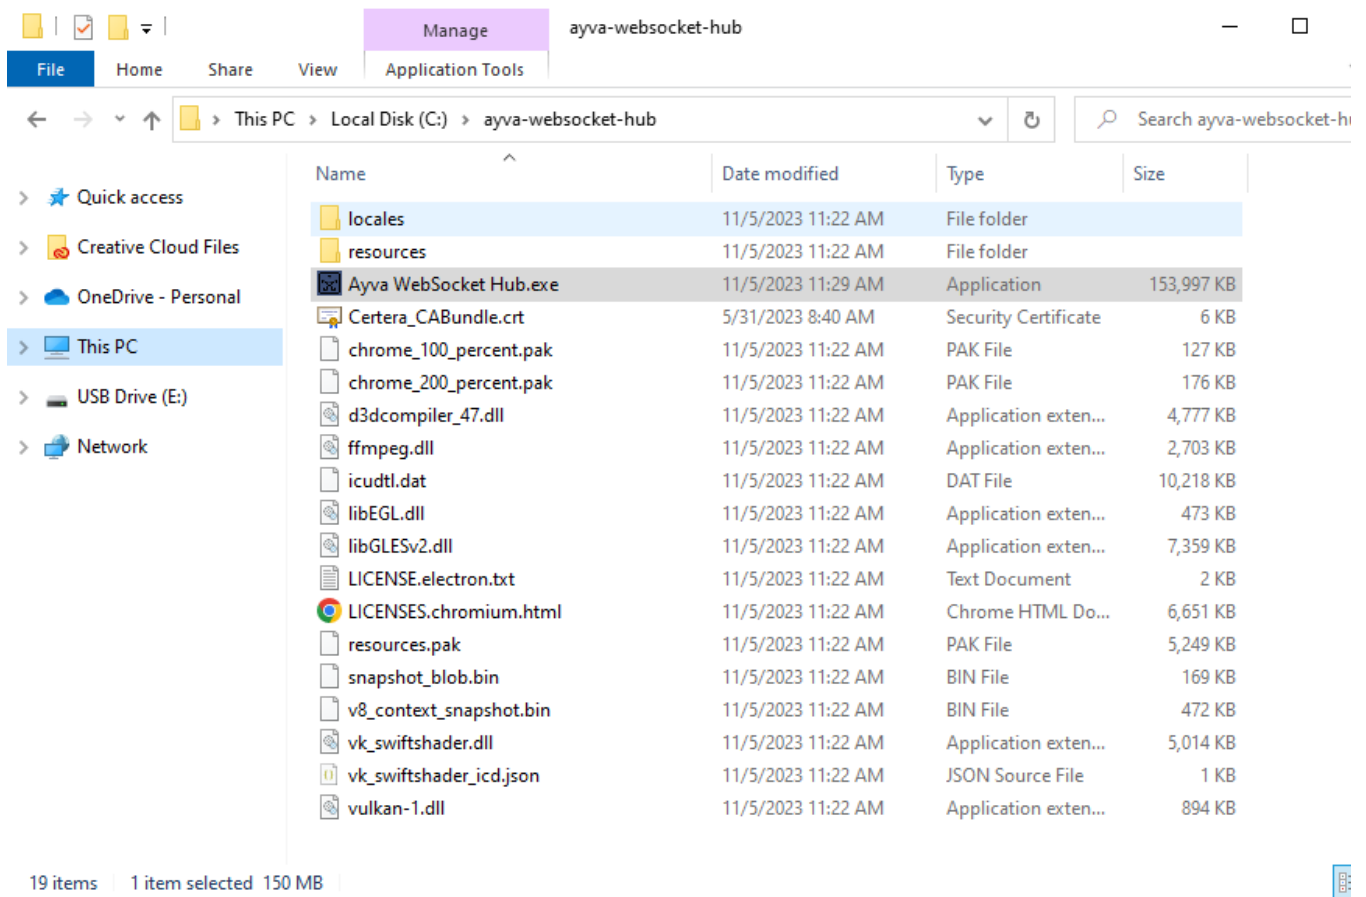 Manage ayva-websocket-hub
File Home Share View Application Tools
This PC Local Disk (C:) ayva-websocket-hub Search ayva-websocket-h
Name Date modified Type Size
Quick access
Creative Cloud Files
OneDrive - Personal
This PC
USB Drive (E:)
Network
locales 11/5/2023 11:22 AM File folder
resources 11/5/2023 11:22 AM File folder
Ayva WebSocket Hub.exe 11/5/2023 11:29 AM Application 153,997 KB
Certera_CABundle.crt 5/31/2023 8:40 AM Security Certificate 6 KB
chrome_100_percent.pak 11/5/2023 11:22 AM PAK File 127 KB
chrome_200_percent.pak 11/5/2023 11:22 AM PAK File 176 KB
d3dcompiler_47.dll 11/5/2023 11:22 AM Application exten... 4,777 KB
ffmpeg.dll 11/5/2023 11:22 AM Application exten... 2,703 KB
icudtl.dat 11/5/2023 11:22 AM DAT File 10,218 KB
libEGL.dll 11/5/2023 11:22 AM Application exten... 473 KB
libGLESv2.dll 11/5/2023 11:22 AM Application exten... 7,359 KB
LICENSE.electron.txt 11/5/2023 11:22 AM Text Document 2 KB
LICENSES.chromium.html 11/5/2023 11:22 AM Chrome HTML Do... 6,651 KB
resources.pak 11/5/2023 11:22 AM PAK File 5,249 KB
snapshot_blob.bin 11/5/2023 11:22 AM BIN File 169 KB
v8_context_snapshot.bin 11/5/2023 11:22 AM BIN File 472 KB
vk_swiftshader.dll 11/5/2023 11:22 AM Application exten... 5,014 KB
vk_swiftshader_icd.json 11/5/2023 11:22 AM JSON Source File 1 KB
vulkan-1.dll 11/5/2023 11:22 AM Application exten... 894 KB
19 items 1 item selected 150 MB